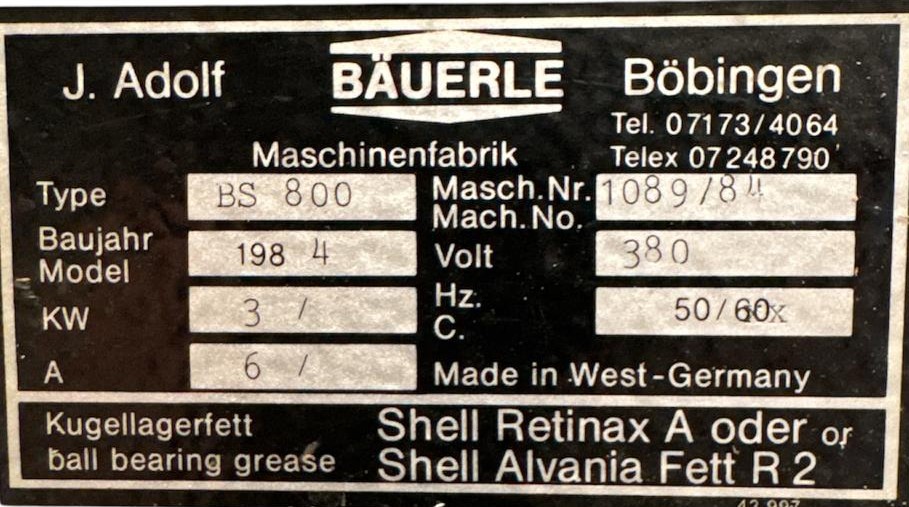 J. Adolf BÄUERLE Böbingen
Tel. 07173/4064
Maschinenfabrik Telex 07248790
Type BS 800 Masch.Nr. 1089/84
Mach.No.
Baujahr 1984 Volt 380
Model
KW 3 / Hz. 50/60
C.
A 6 / Made in West-Germany
Kugellagerfett Shell Retinax A oder or
ball bearing grease Shell Alvania Fett R 2